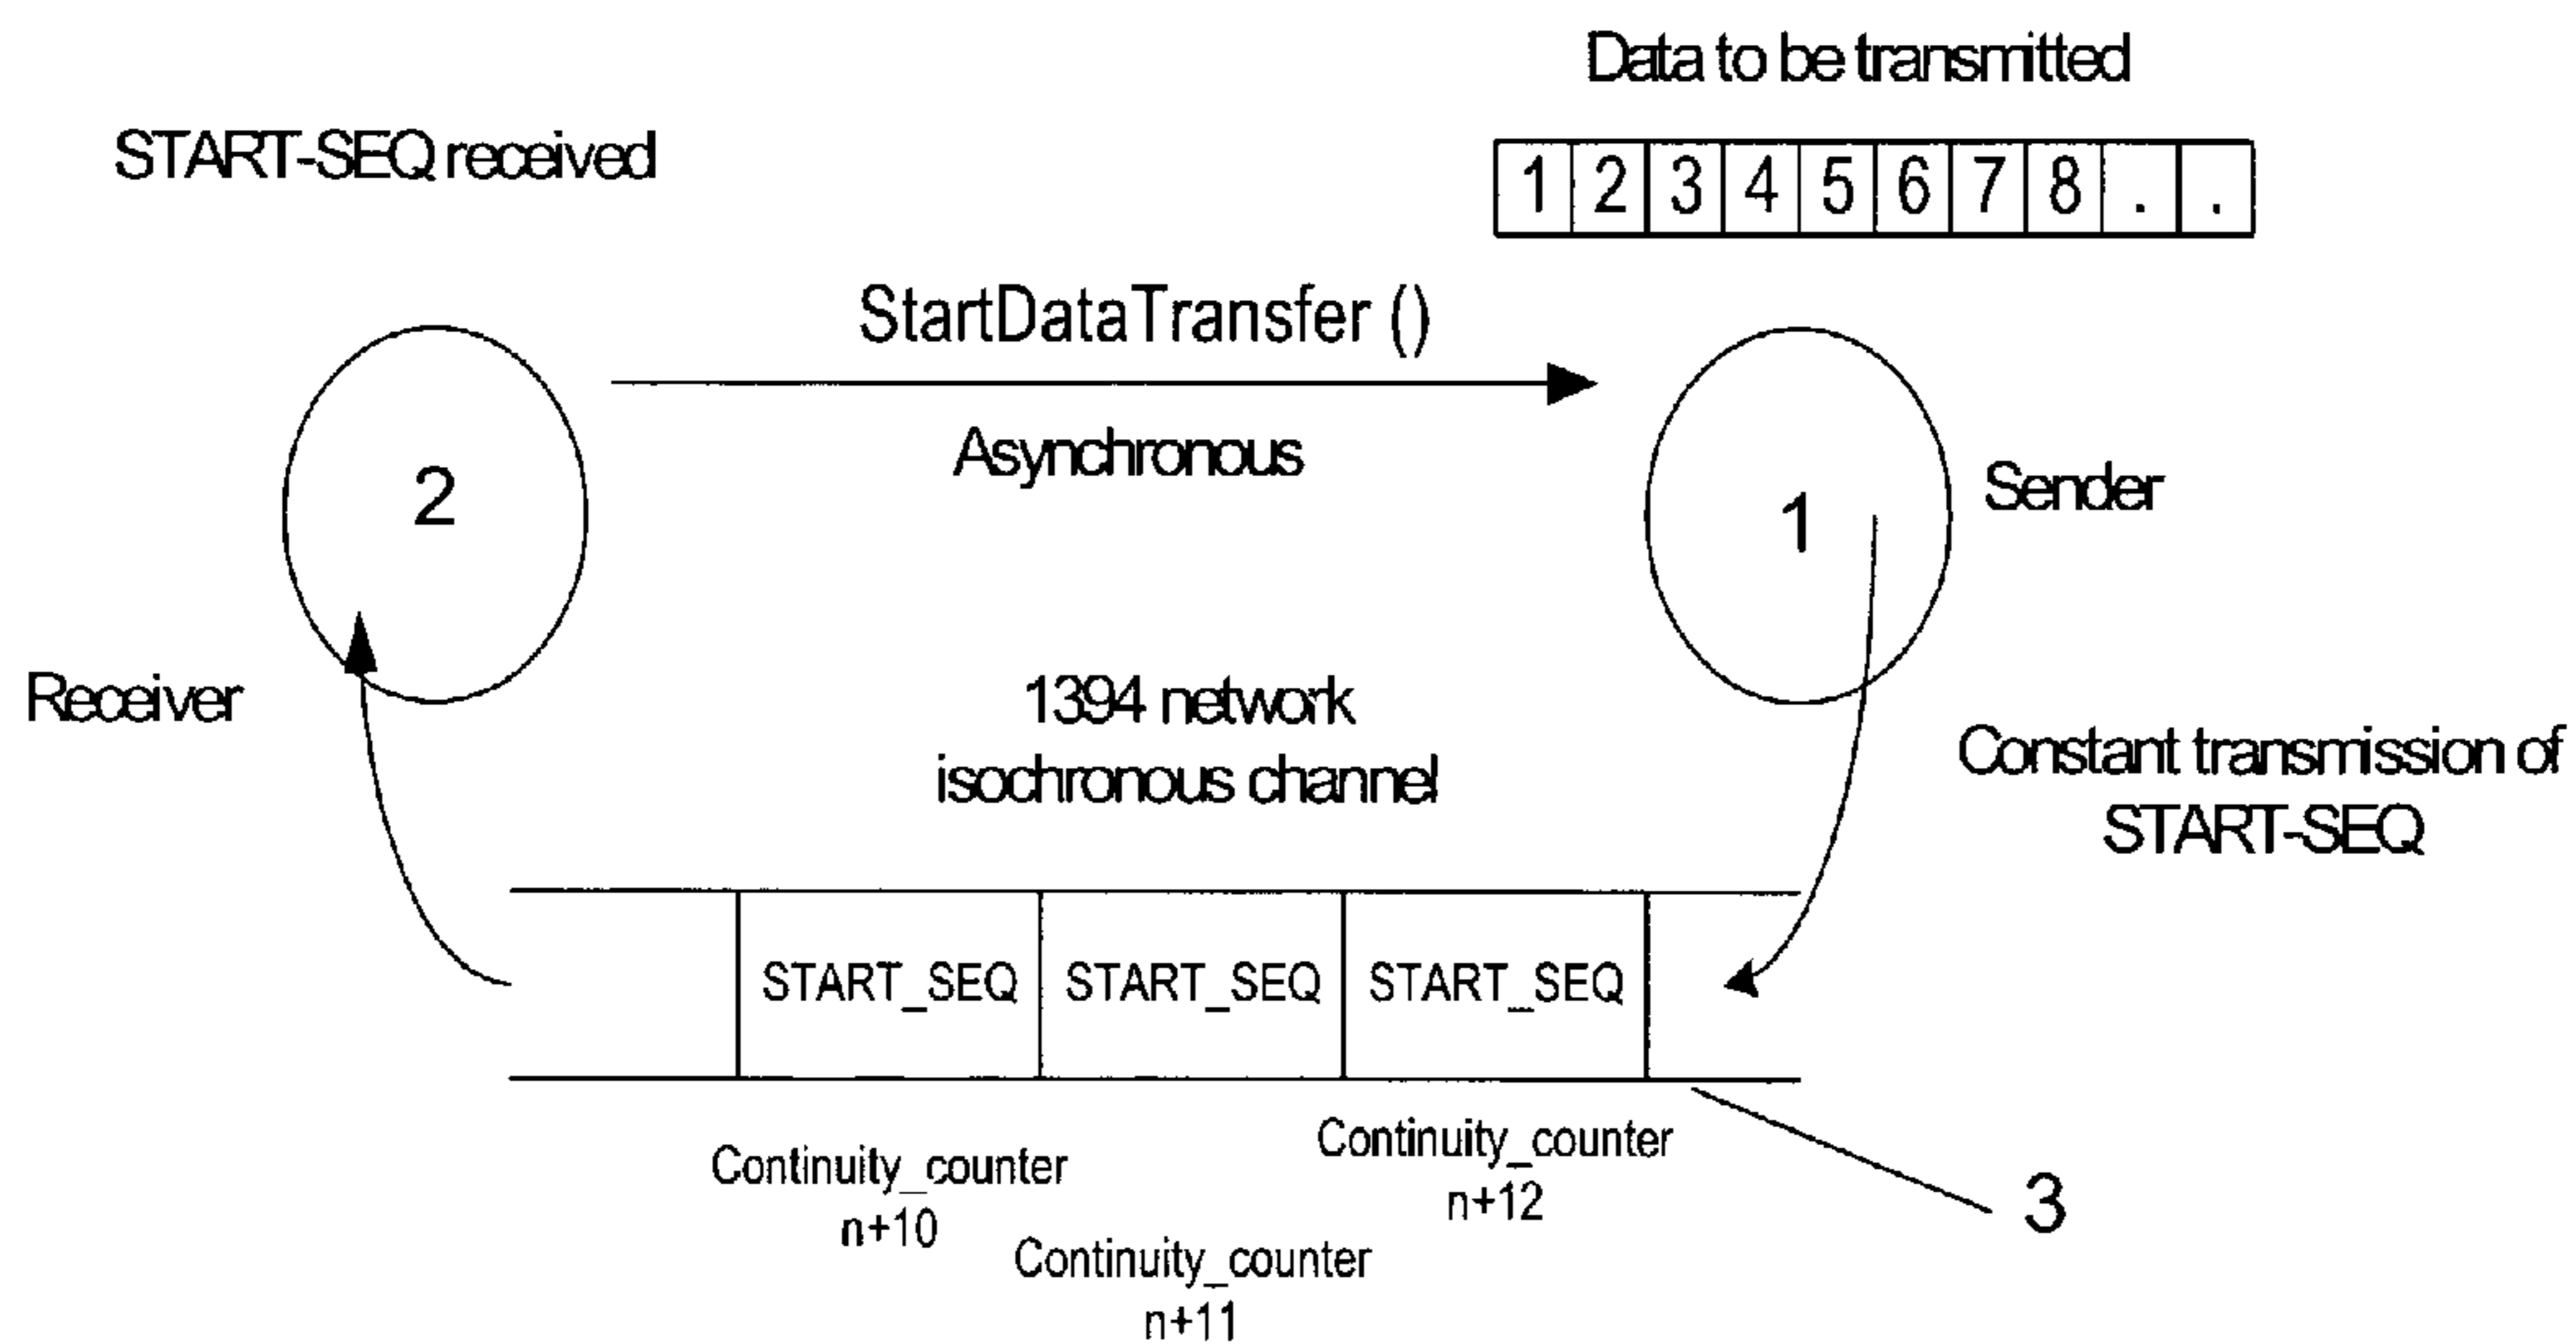 Data to be transmitted
START-SEQ received
1 2 3 4 5 6 7 8 . .
StartDataTransfer ()
Asynchronous
2
1
Sender
Receiver
1394 network
isochronous channel
Constant transmission of
START-SEQ
START_SEQ START_SEQ START_SEQ
Continuity_counter
n+10
Continuity_counter
n+11
Continuity_counter
n+12
3